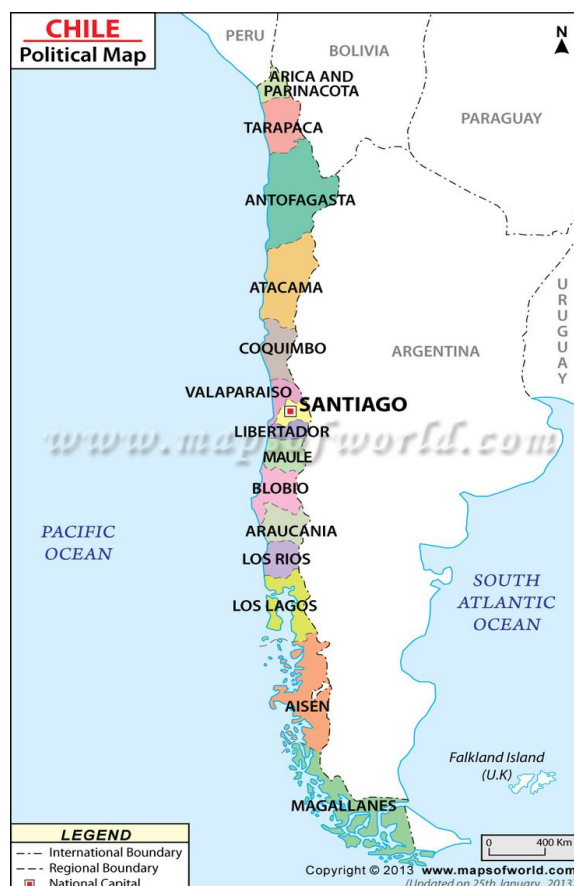 CHILE
Political Map
N
PERU
BOLIVIA
ARICA AND
PARINACOTA
TARAPACA
PARAGUAY
ANTOFAGASTA
ATACAMA
URUGUAY
COQUIMBO
ARGENTINA
VALAPARAISO
SANTIAGO
LIBERTADOR
www.mapsofworld.com
MAULE
BLOBIO
ARAUCANIA
PACIFIC
OCEAN
LOS RIOS
SOUTH
ATLANTIC
OCEAN
LOS LAGOS
AISEN
Falkland Island
(U.K)
MAGALLANES
LEGEND
International Boundary
Regional Boundary
National Capital
0 400 Km
Copyright © 2013 www.mapsofworld.com
(Updated on 25th January, 2013)